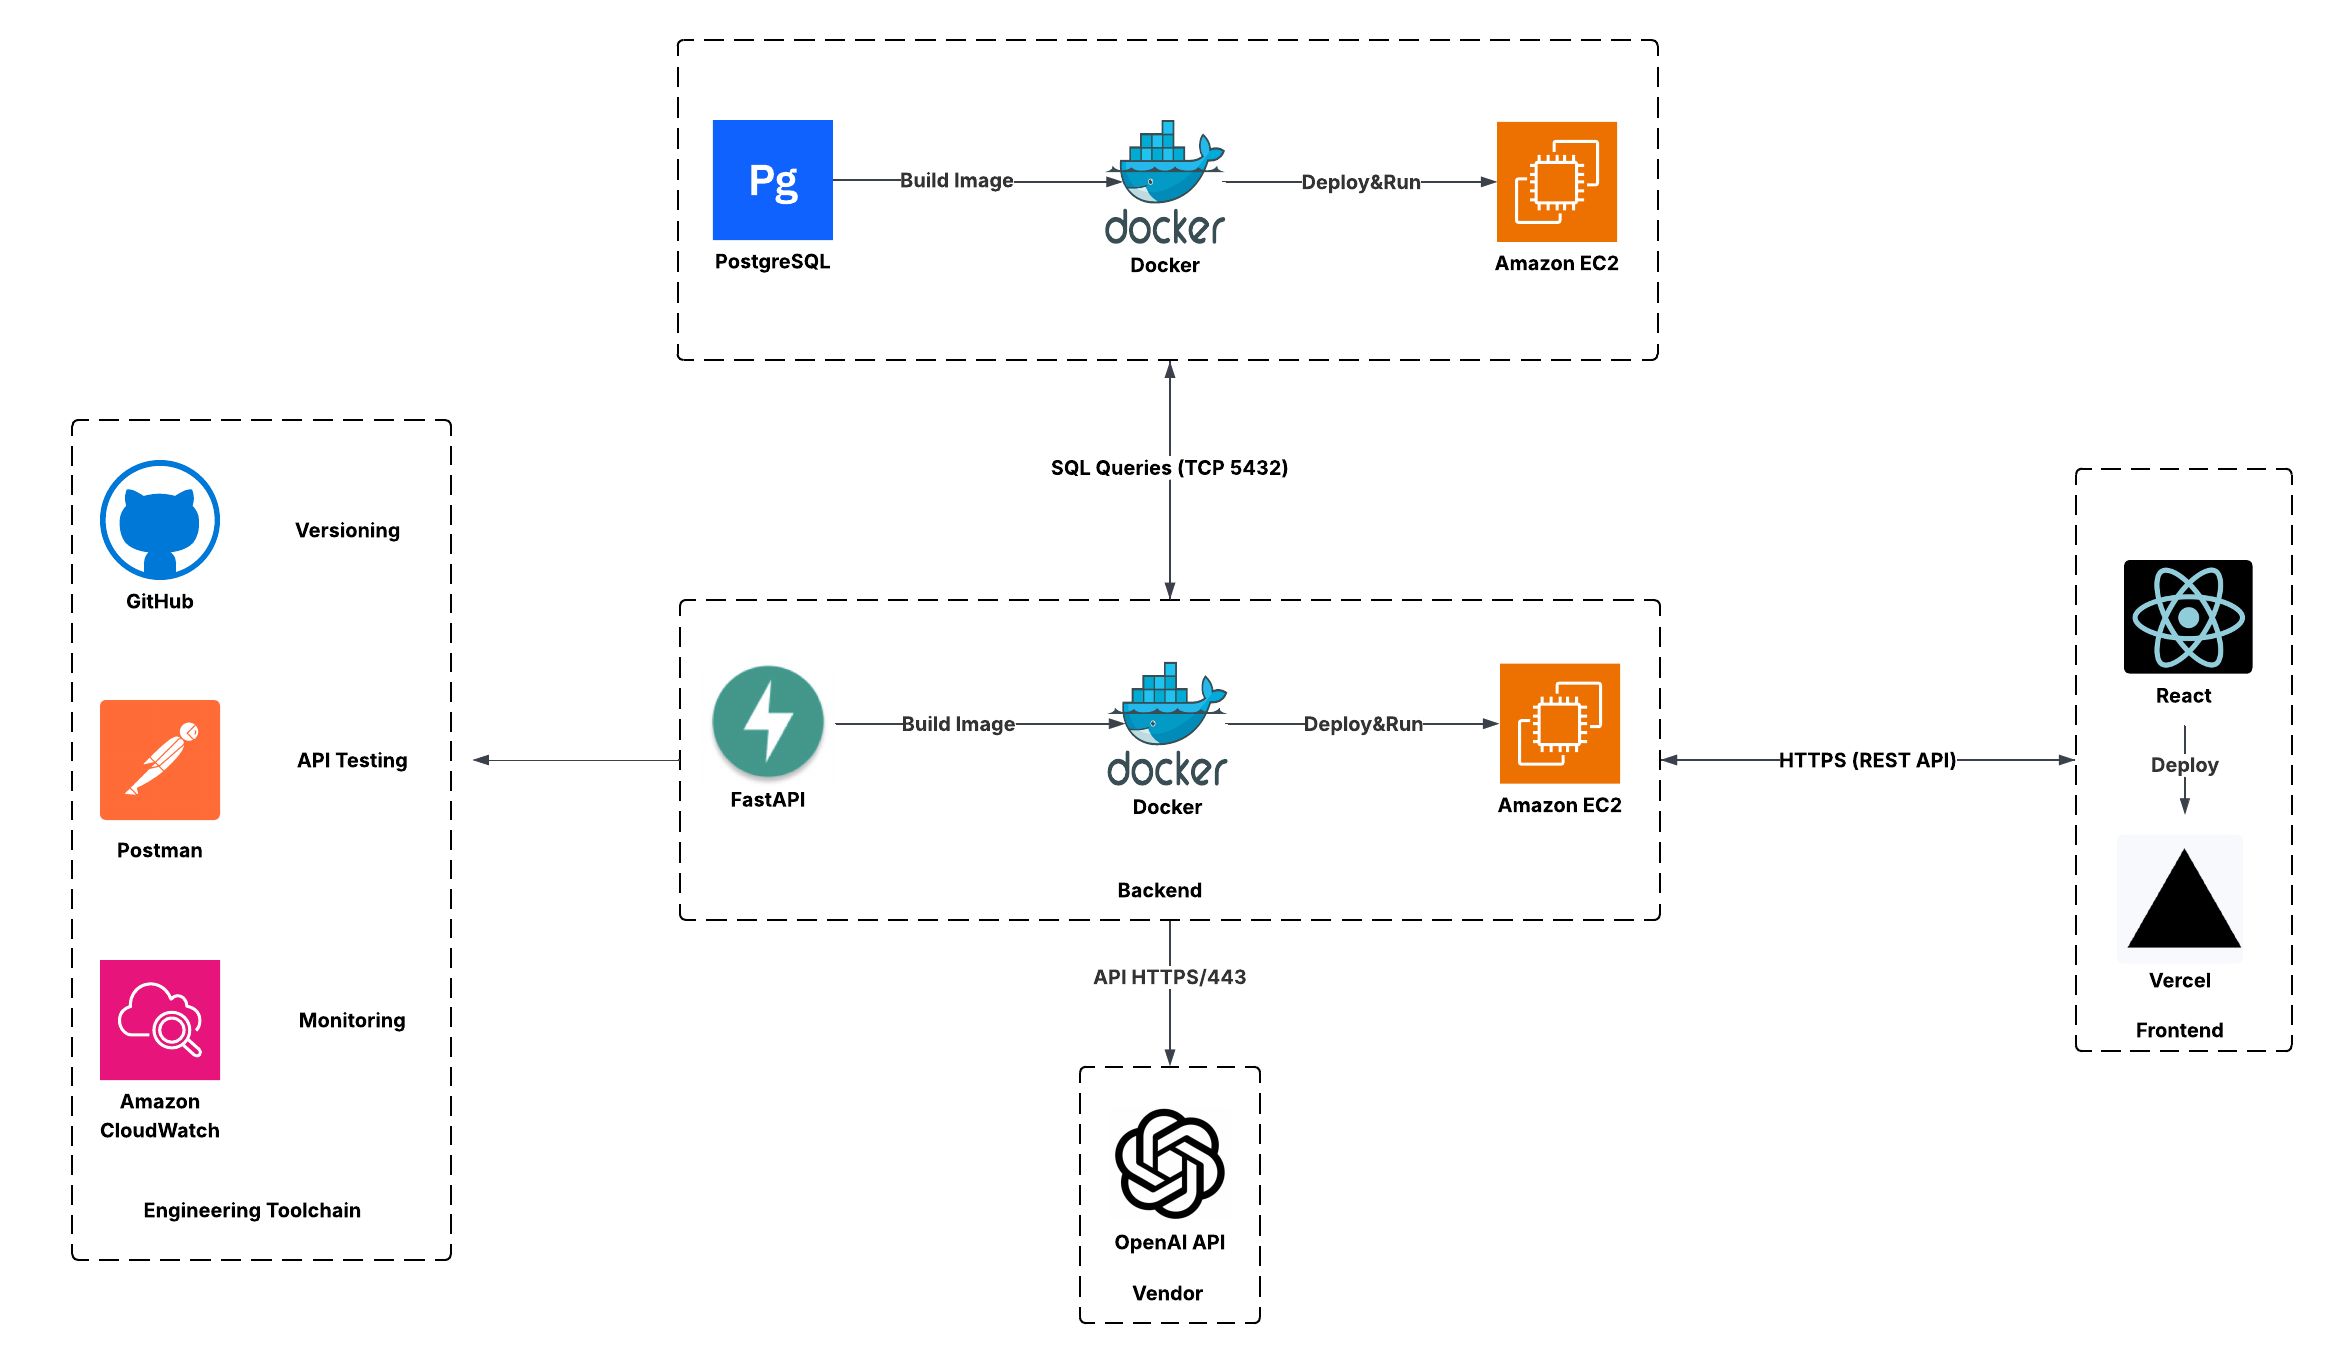 Pg
Build Image
docker
Deploy&Run
PostgreSQL
Docker
Amazon EC2
SQL Queries (TCP 5432)
GitHub
Versioning
Postman
API Testing
Amazon
CloudWatch
Monitoring
Engineering Toolchain
FastAPI
Build Image
docker
Docker
Deploy&Run
Amazon EC2
Backend
HTTPS (REST API)
React
Deploy
Vercel
Frontend
API HTTPS/443
OpenAI API
Vendor